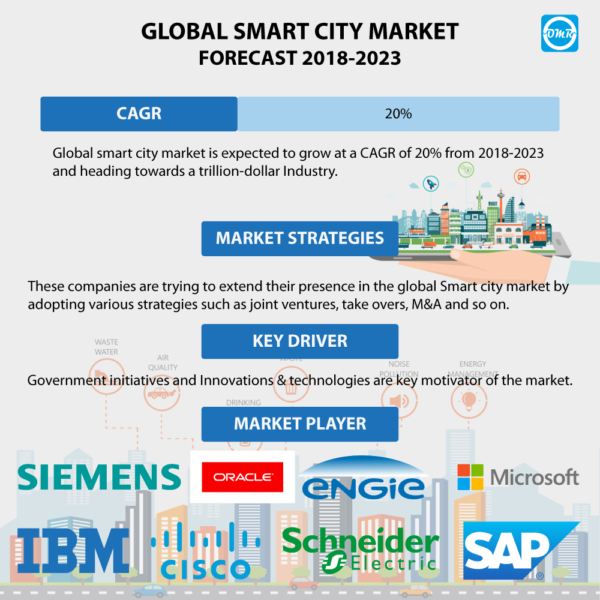 GLOBAL SMART CITY MARKET
FORECAST 2018-2023
OMR
CAGR
20%
Global smart city market is expected to grow at a CAGR of 20% from 2018-2023
and heading towards a trillion-dollar Industry.
MARKET STRATEGIES
These companies are trying to extend their presence in the global Smart city market by
adopting various strategies such as joint ventures, take overs, M&A and so on.
KEY DRIVER
WASTE
WATER
AIR
QUALITY
WASTE
NOISE
POLLUTION
ENERGY
MANAGEMENT
Government initiatives and Innovations & technologies are key motivator of the market.
DRINKING
MARKET PLAYER
SIEMENS
ORACLE
ENGIE
Microsoft
IBM
CISCO
Schneider
Electric
SAP